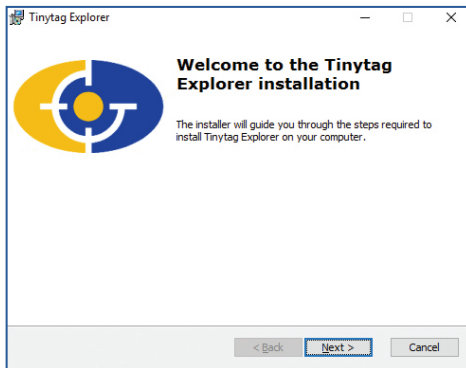 Tinytag Explorer
Welcome to the Tinytag
Explorer installation
The installer will guide you through the steps required to
install Tinytag Explorer on your computer.
< Back
Next >
Cancel